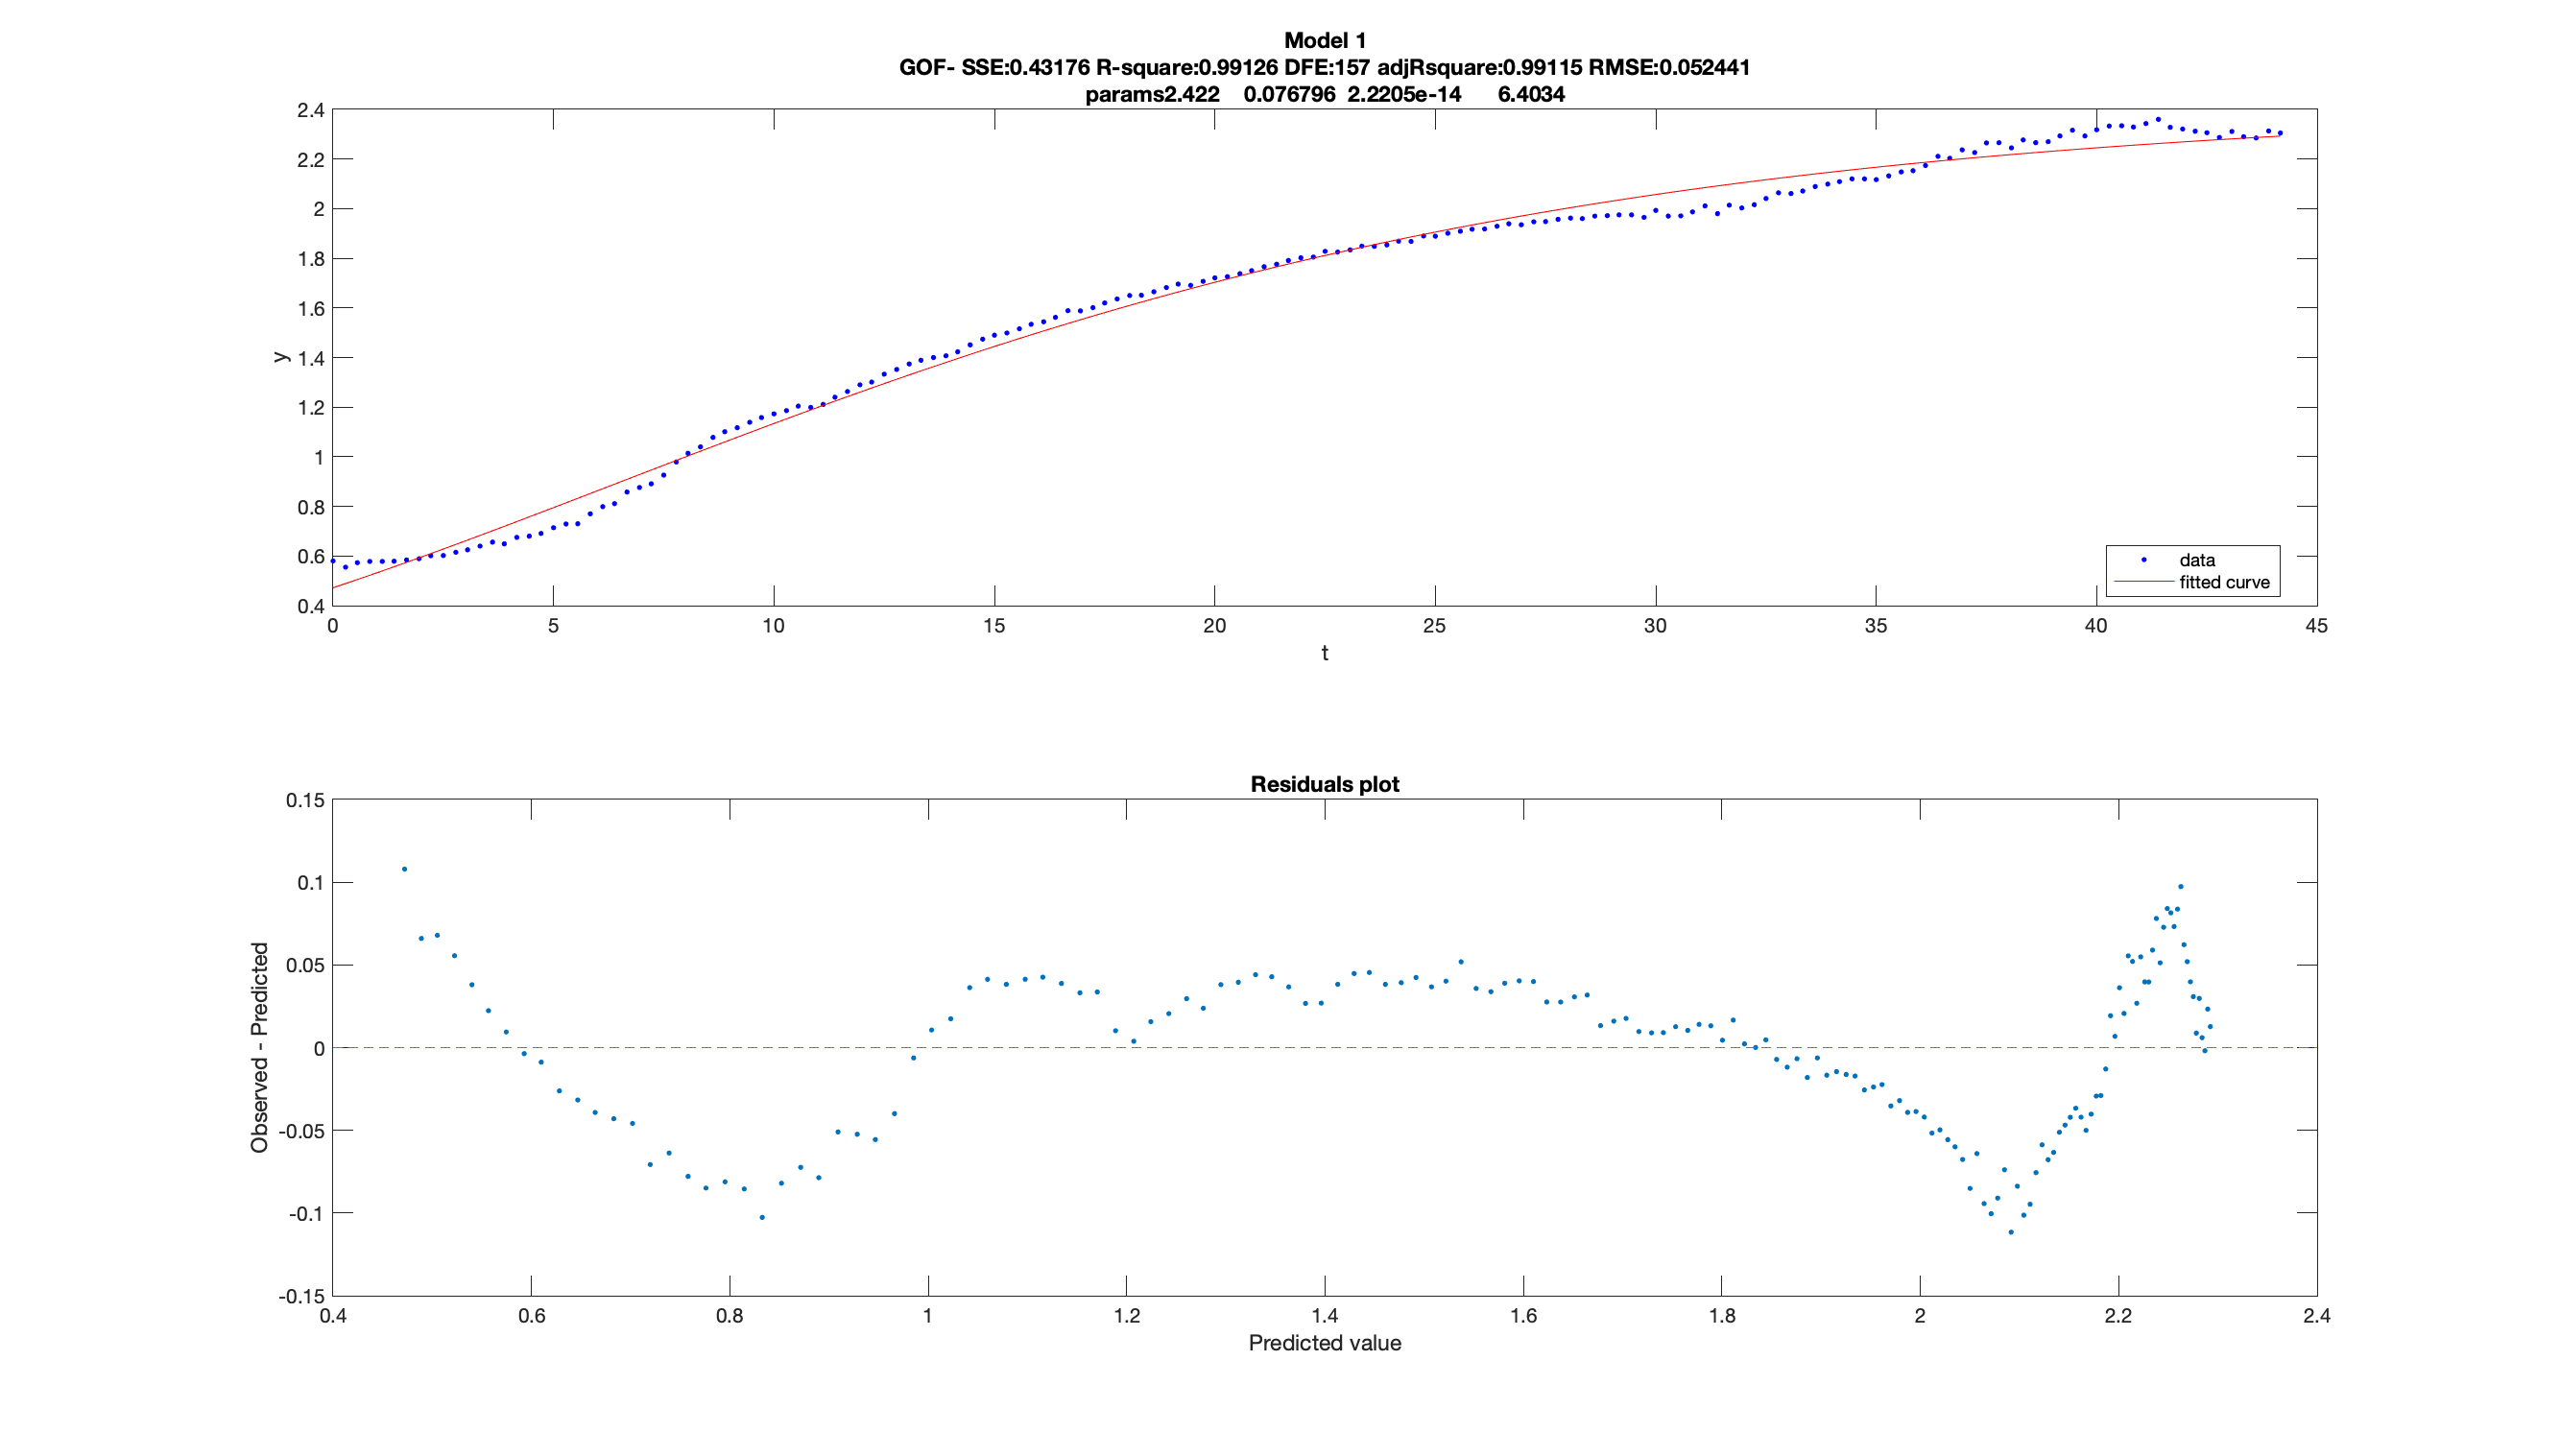 Model 1
GOF- SSE:0.43176 R-square:0.99126 DFE:157 adjRsquare:0.99115 RMSE:0.052441
params2.422 0.076796 2.2205e-14 6.4034
2.4
2.2
2
1.8
1.6
1.4
1.2
1
0.8
0.6
0.4
y
0 5 10 15 20 25 30 35 40 45
t
data
fitted curve
Residuals plot
0.15
0.1
0.05
0
-0.05
-0.1
-0.15
Observed - Predicted
0.4 0.6 0.8 1 1.2 1.4 1.6 1.8 2 2.2 2.4
Predicted value